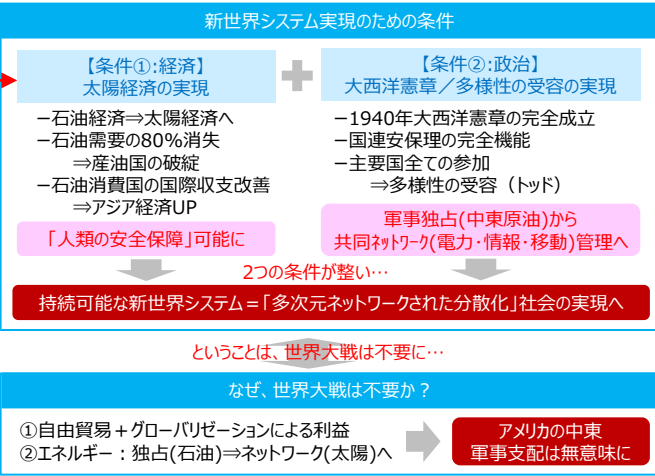 新世界システム実現のための条件
【条件①:経済】
太陽経済の実現
－石油経済⇒太陽経済へ
－石油需要の80%消失
⇒産油国の破綻
－石油消費国の国際収支改善
⇒アジア経済UP
「人類の安全保障」可能に
【条件②:政治】
大西洋憲章／多様性の受容の実現
－1940年大西洋憲章の完全成立
－国連安保理の完全機能
－主要国全ての参加
⇒多様性の受容（トッド）
軍事独占(中東原油)から
共同ﾈｯﾄﾜｰｸ(電力・情報・移動)管理へ
2つの条件が整い…
持続可能な新世界システム＝｢多次元ネットワークされた分散化｣社会の実現へ
ということは、世界大戦は不要に…
なぜ、世界大戦は不要か？
①自由貿易＋グローバリゼーションによる利益
②エネルギー：独占(石油)⇒ネットワーク(太陽)へ
アメリカの中東
軍事支配は無意味に